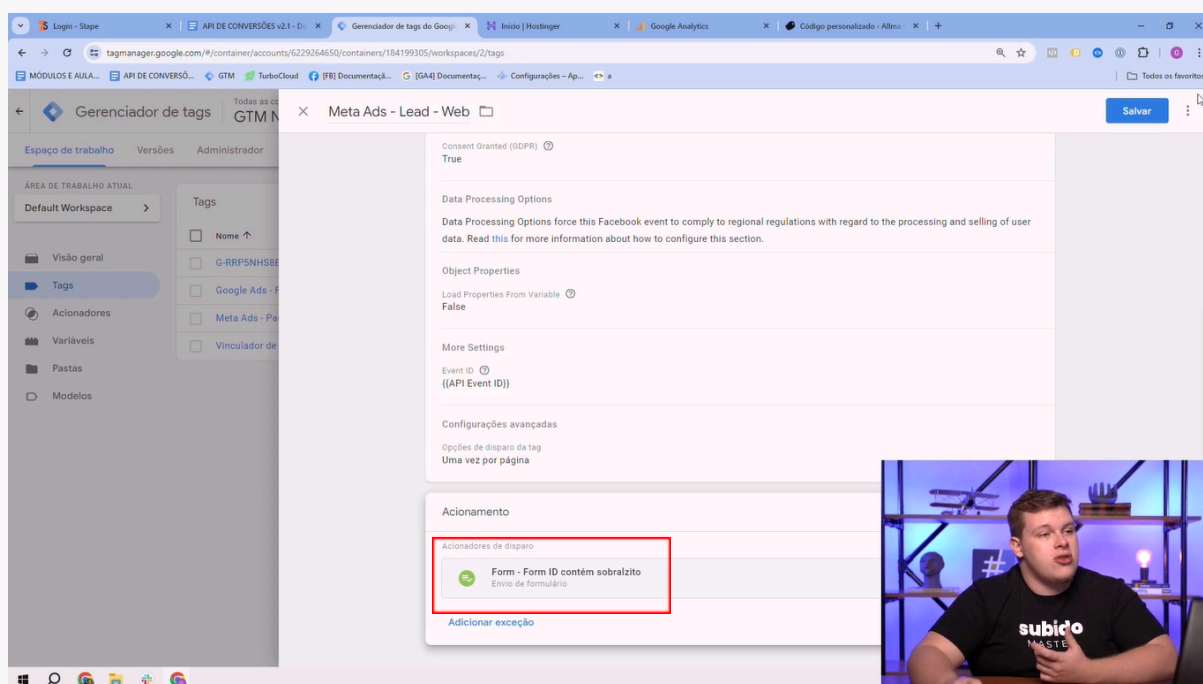 Login - Stape
API DE CONVERSÕES v2.1 - Do
Gerenciador de tags do Googl
Início | Hostinger
Google Analytics
Código personalizado - Allma
tagmanager.google.com/#/container/accounts/6229264650/containers/184199305/workspaces/2/tags
MÓDULOS E AULA...
API DE CONVERSÕ...
GTM
TurboCloud
[FB] Documentaçã...
[GA4] Documentaç...
Configurações – Ap...
a
Todos os favoritos
Gerenciador de tags
Todas as co
GTM N
Meta Ads - Lead - Web
Salvar
Espaço de trabalho
Versões
Administrador
ÁREA DE TRABALHO ATUAL
Default Workspace
Visão geral
Tags
Acionadores
Variáveis
Pastas
Modelos
Tags
Nome
G-RRP5NHS8E
Google Ads - F
Meta Ads - Pa
Vinculador de
Consent Granted (GDPR)
True
Data Processing Options
Data Processing Options force this Facebook event to comply to regional regulations with regard to the processing and selling of user
data. Read this for more information about how to configure this section.
Object Properties
Load Properties From Variable
False
More Settings
Event ID
{{API Event ID}}
Configurações avançadas
Opções de disparo da tag
Uma vez por página
Acionamento
Acionadores de disparo
Form - Form ID contém sobralzito
Envio de formulário
Adicionar exceção
#
subido